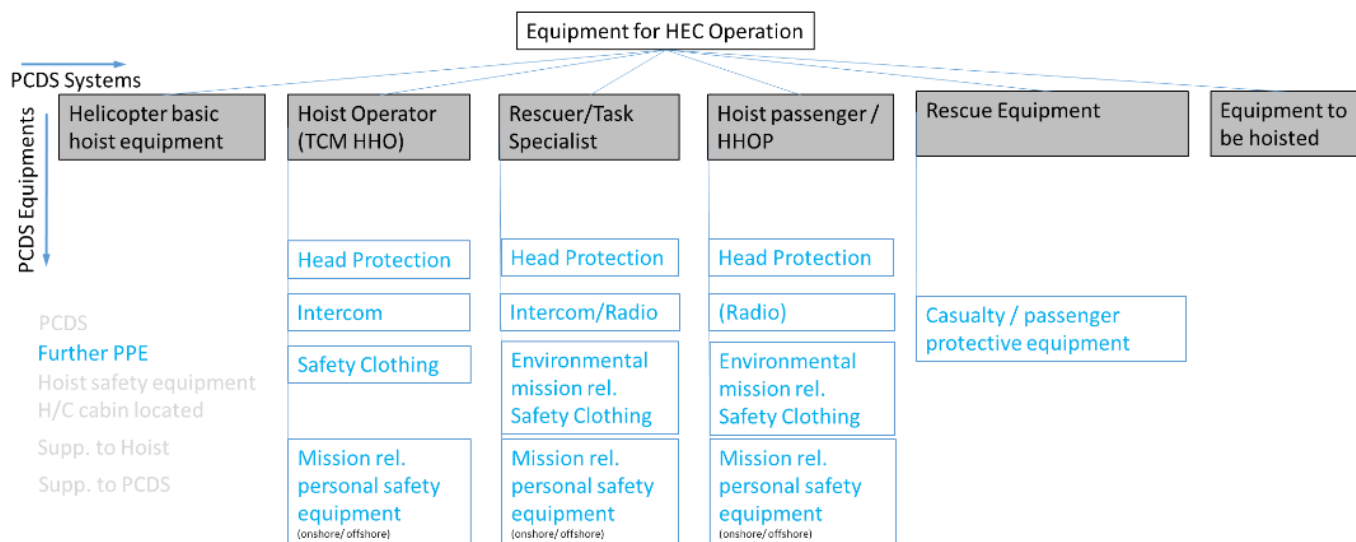 Equipment for HEC Operation
PCDS Systems
PCDS Equipments
Helicopter basic
hoist equipment
Hoist Operator
(TCM HHO)
Rescuer/Task
Specialist
Hoist passenger /
HHOP
Rescue Equipment
Equipment to
be hoisted
Head Protection
Head Protection
Head Protection
Intercom
Intercom/Radio
(Radio)
Casualty / passenger
protective equipment
Safety Clothing
Environmental
mission rel.
Safety Clothing
Environmental
mission rel.
Safety Clothing
Mission rel.
personal safety
equipment
(onshore/ offshore)
Mission rel.
personal safety
equipment
(onshore/ offshore)
Mission rel.
personal safety
equipment
(onshore/ offshore)
PCDS
Further PPE
Hoist safety equipment
H/C cabin located
Supp. to Hoist
Supp. to PCDS